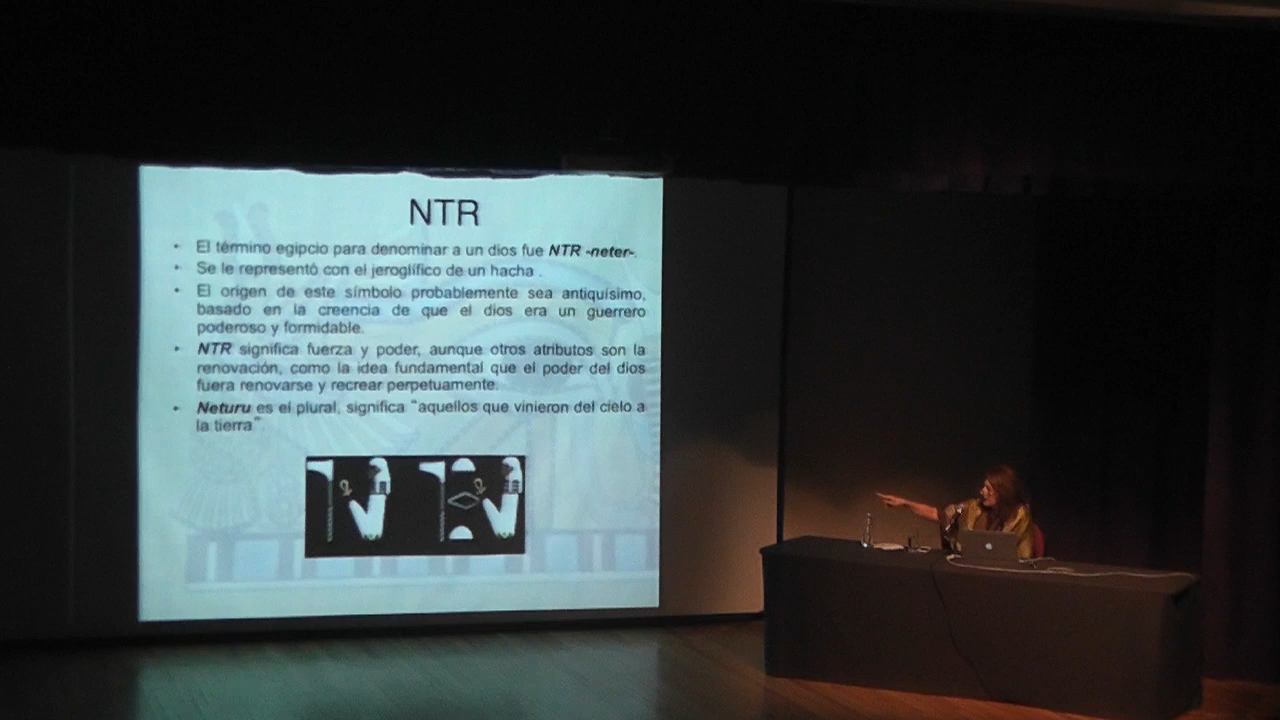 NTR
• El término egipcio para denominar a un dios fue NTR -neter-.
• Se le representó con el jeroglífico de un hacha .
• El origen de este símbolo probablemente sea antiquísimo,
basado en la creencia de que el dios era un guerrero
poderoso y formidable.
• NTR significa fuerza y poder, aunque otros atributos son la
renovación, como la idea fundamental que el poder del dios
fuera renovarse y recrear perpetuamente.
• Neturu es el plural, significa “aquellos que vinieron del cielo a
la tierra”.